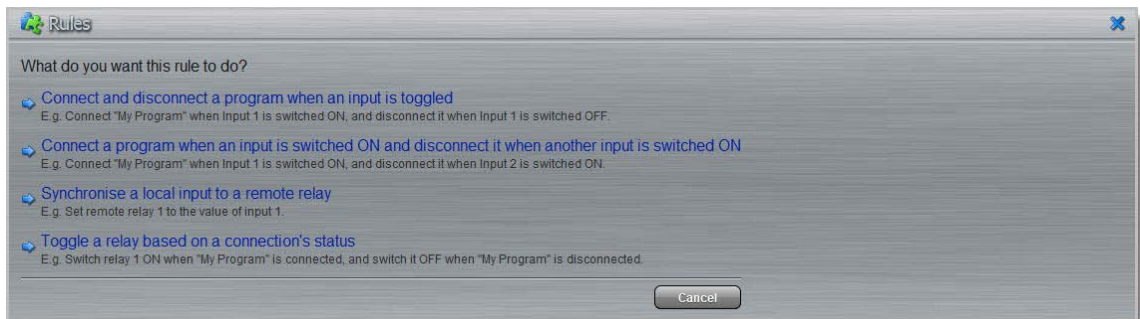 Rules
What do you want this rule to do?
Connect and disconnect a program when an input is toggled
E.g. Connect "My Program" when Input 1 is switched ON, and disconnect it when Input 1 is switched OFF.
Connect a program when an input is switched ON and disconnect it when another input is switched ON
E.g. Connect "My Program" when Input 1 is switched ON, and disconnect it when Input 2 is switched ON.
Synchronise a local input to a remote relay
E.g. Set remote relay 1 to the value of input 1.
Toggle a relay based on a connection's status
E.g. Switch relay 1 ON when "My Program" is connected, and switch it OFF when "My Program" is disconnected.
Cancel